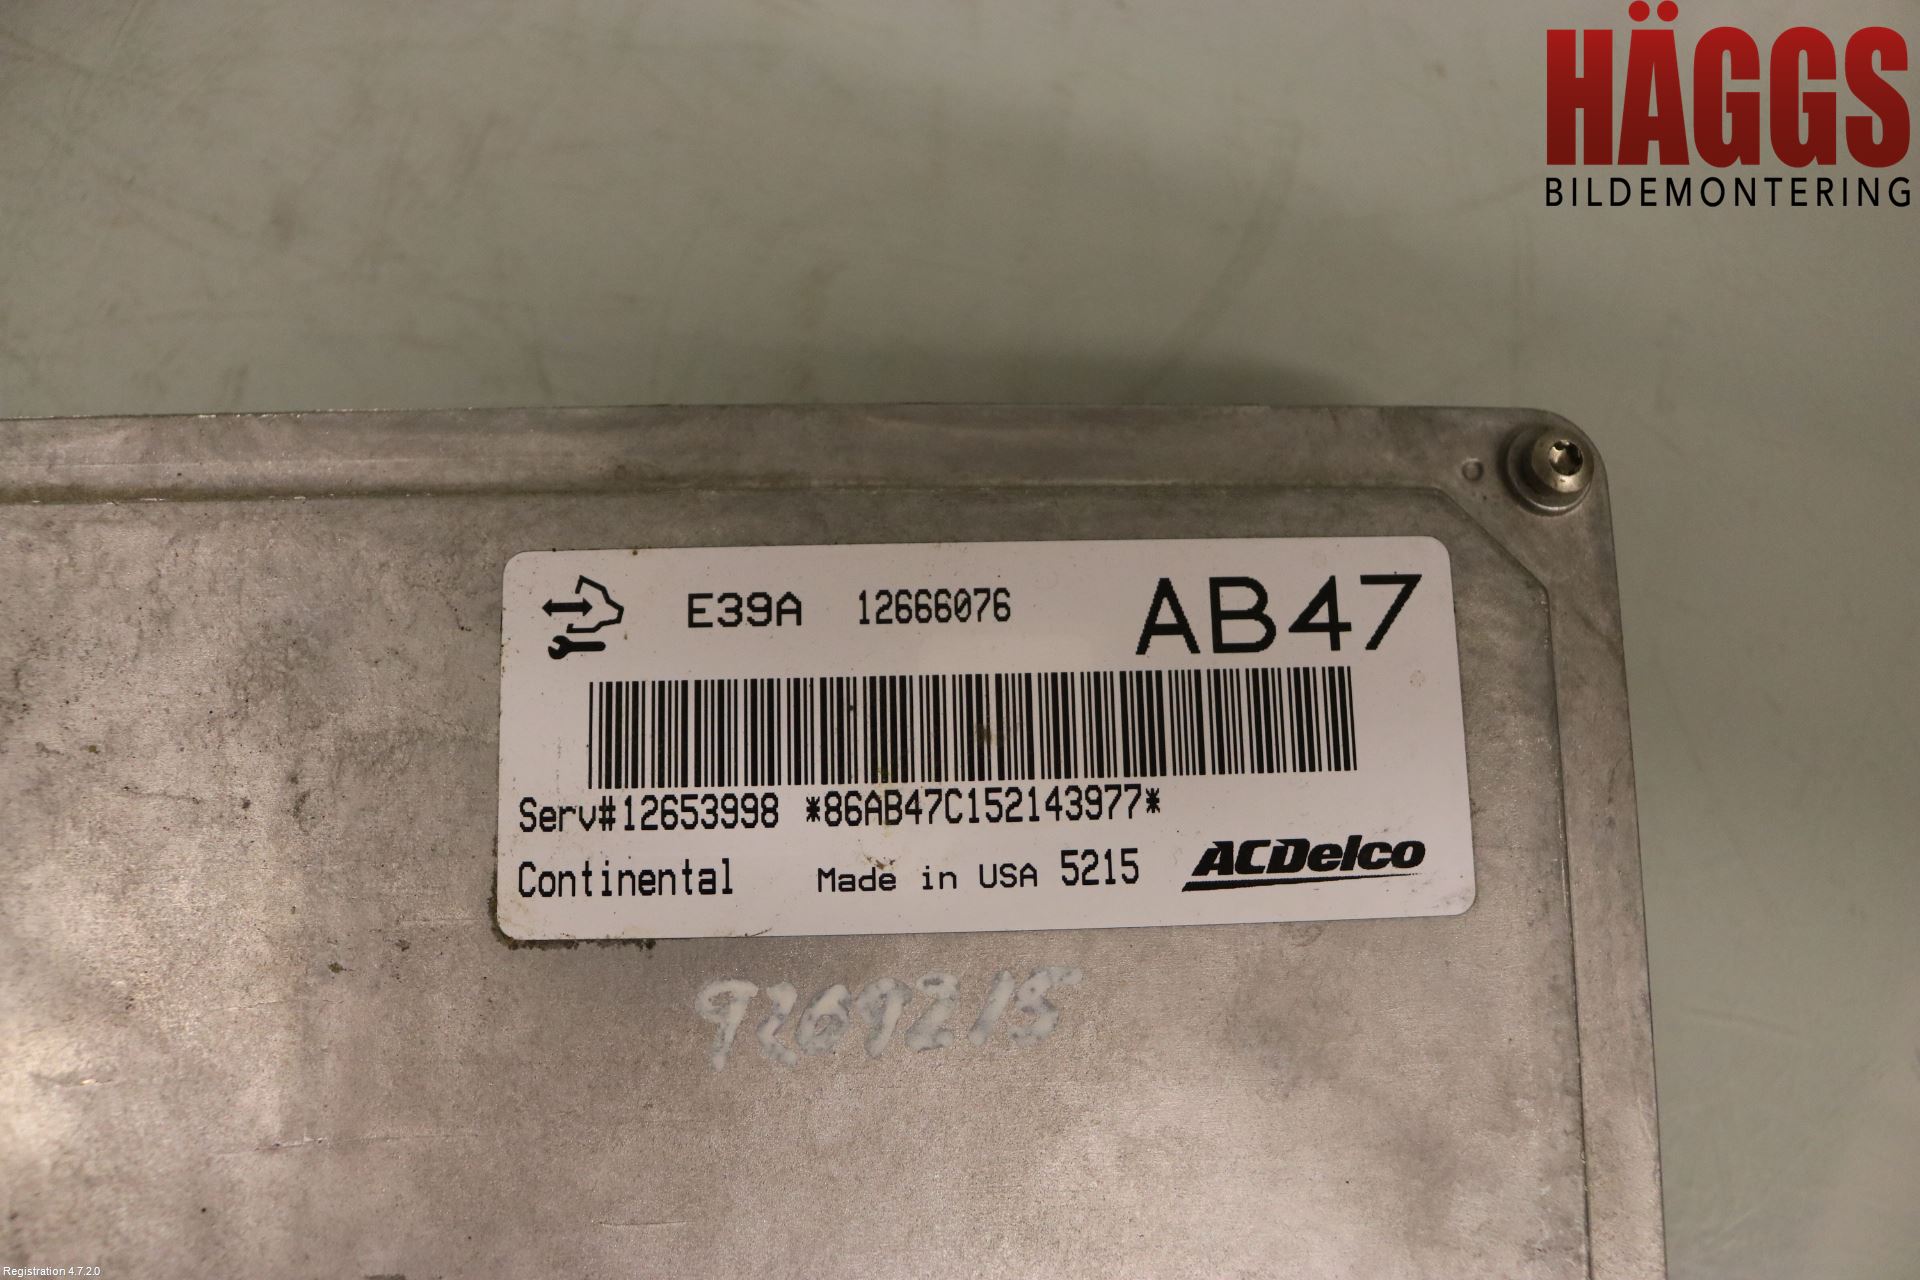 HÄGGS
BILDEMONTERING
E39A 12666076 AB47
Serv#12653998 *86AB47C152143977*
Continental Made in USA 5215 ACDelco
9269215
Registration 4.7.2.0